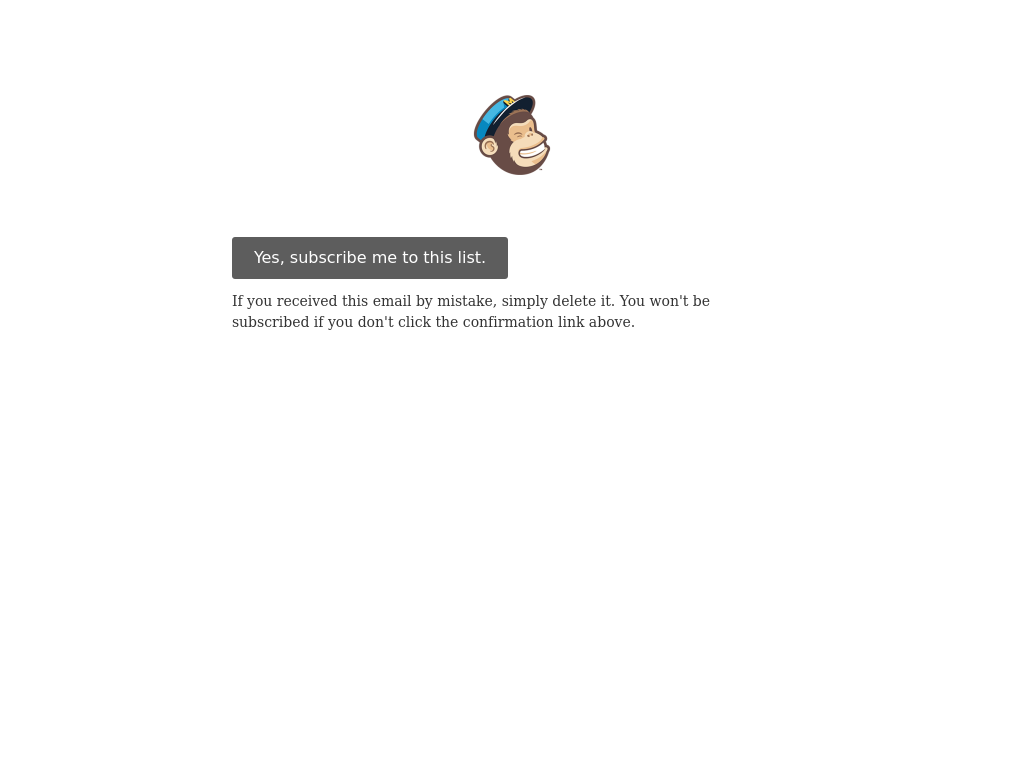 Yes, subscribe me to this list.
If you received this email by mistake, simply delete it. You won't be
subscribed if you don't click the confirmation link above.